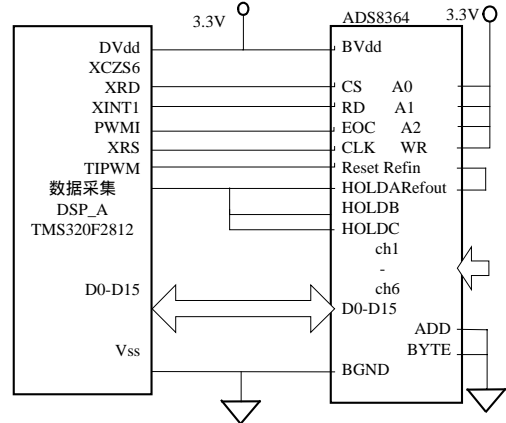 3.3V
ADS8364
3.3V
DVdd
XCZS6
XRD
XINT1
PWMI
XRS
TIPWM
数据采集
DSP_A
TMS320F2812
D0-D15
Vss
BVdd
CS A0
RD A1
EOC A2
CLK WR
Reset Refin
HOLDARefout
HOLDB
HOLDC
ch1
-
ch6
D0-D15
ADD
BYTE
BGND